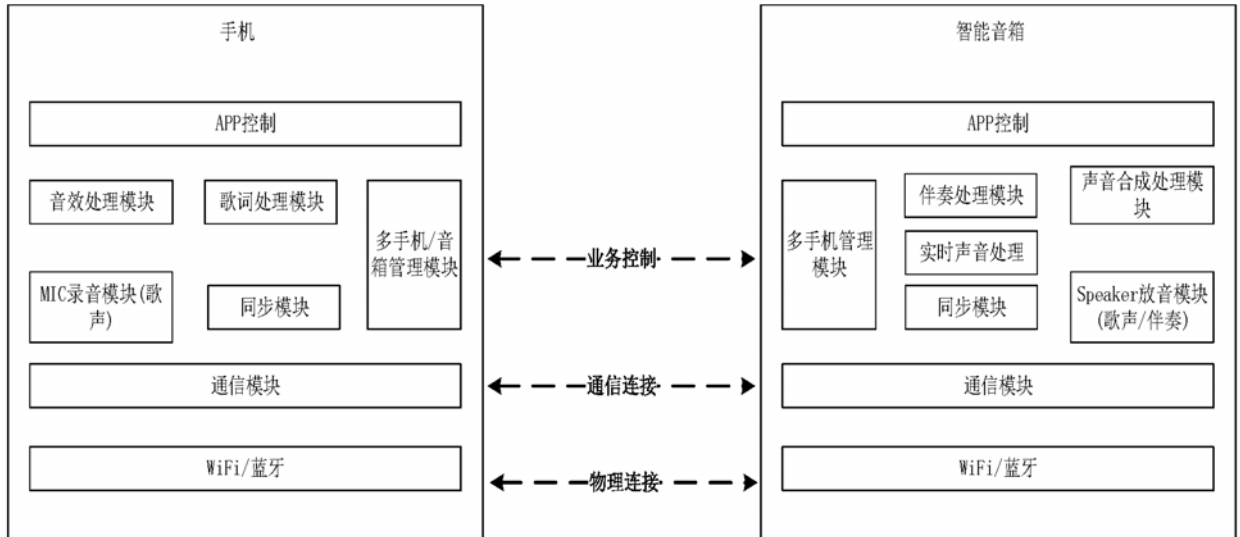 手机
APP控制
音效处理模块
歌词处理模块
多手机/音
箱管理模块
MIC录音模块(歌
声)
同步模块
通信模块
WiFi/蓝牙
业务控制
通信连接
物理连接
智能音箱
APP控制
多手机管理
模块
伴奏处理模块
实时声音处理
同步模块
声音合成处理模
块
Speaker放音模块
(歌声/伴奏)
通信模块
WiFi/蓝牙